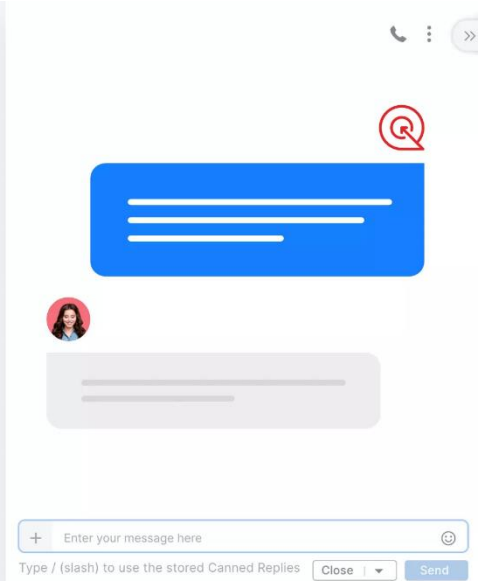 Enter your message here
Type / (slash) to use the stored Canned Replies
Close
Send